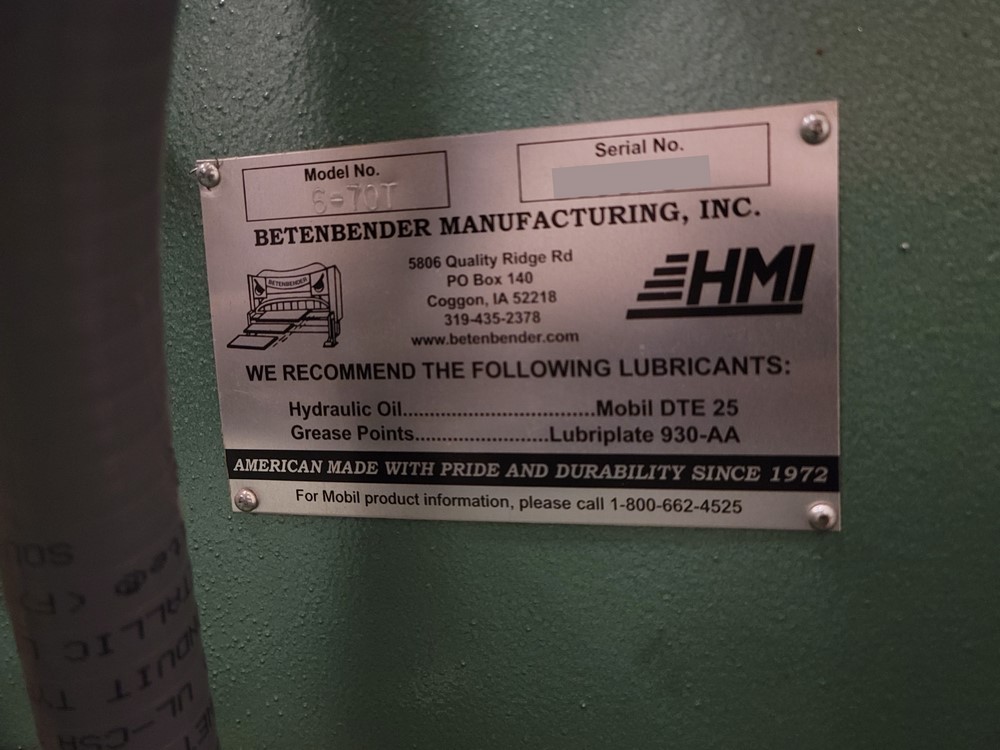 Model No.
6-70T
Serial No.
BETENBENDER MANUFACTURING, INC.
BETENBENDER
5806 Quality Ridge Rd
PO Box 140
Coggon, IA 52218
319-435-2378
www.betenbender.com
HMI
WE RECOMMEND THE FOLLOWING LUBRICANTS:
Hydraulic Oil....................................Mobil DTE 25
Grease Points.........................Lubriplate 930-AA
AMERICAN MADE WITH PRIDE AND DURABILITY SINCE 1972
For Mobil product information, please call 1-800-662-4525